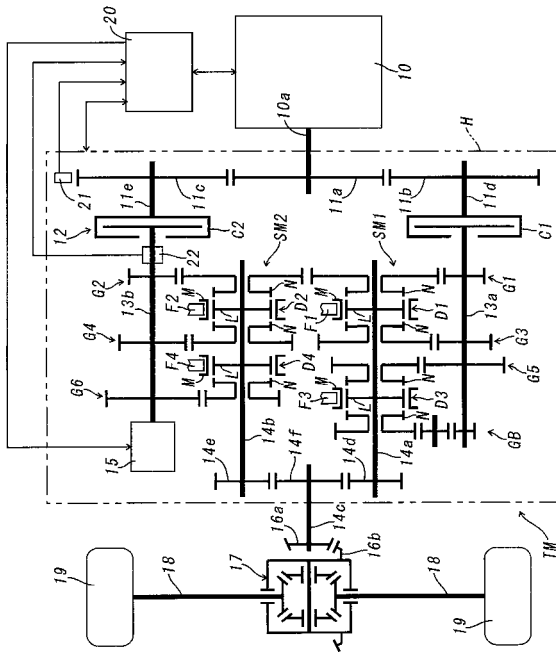 20
10
10a
H
21
11e
11c
11a
11b
11d
12
C2
C1
22
SM2
SM1
G2
13b
M
F2
N
D2
M
F1
N
D1
G1
13a
L
L
G4
N
N
G3
F4
M
D4
F3
M
N
D3
G5
L
L
G6
N
N
15
14b
14a
GB
14e
14f
14d
16a
14c
16b
17
TM
19
18
18
19